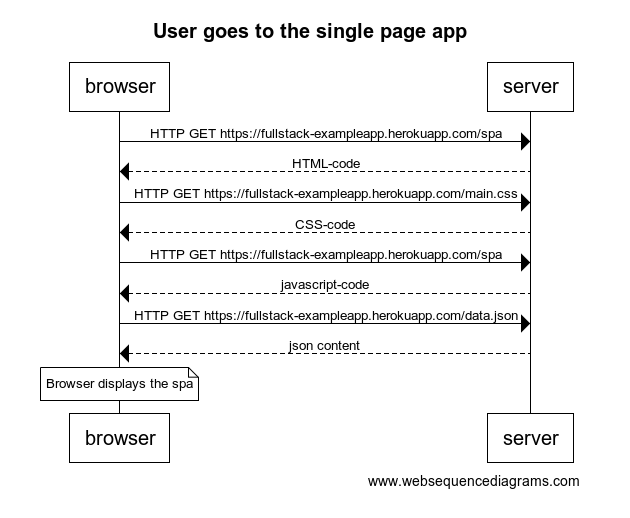 User goes to the single page app
browser
server
HTTP GET https://fullstack-exampleapp.herokuapp.com/spa
HTML-code
HTTP GET https://fullstack-exampleapp.herokuapp.com/main.css
CSS-code
HTTP GET https://fullstack-exampleapp.herokuapp.com/spa
javascript-code
HTTP GET https://fullstack-exampleapp.herokuapp.com/data.json
json content
Browser displays the spa
browser
server
www.websequencediagrams.com